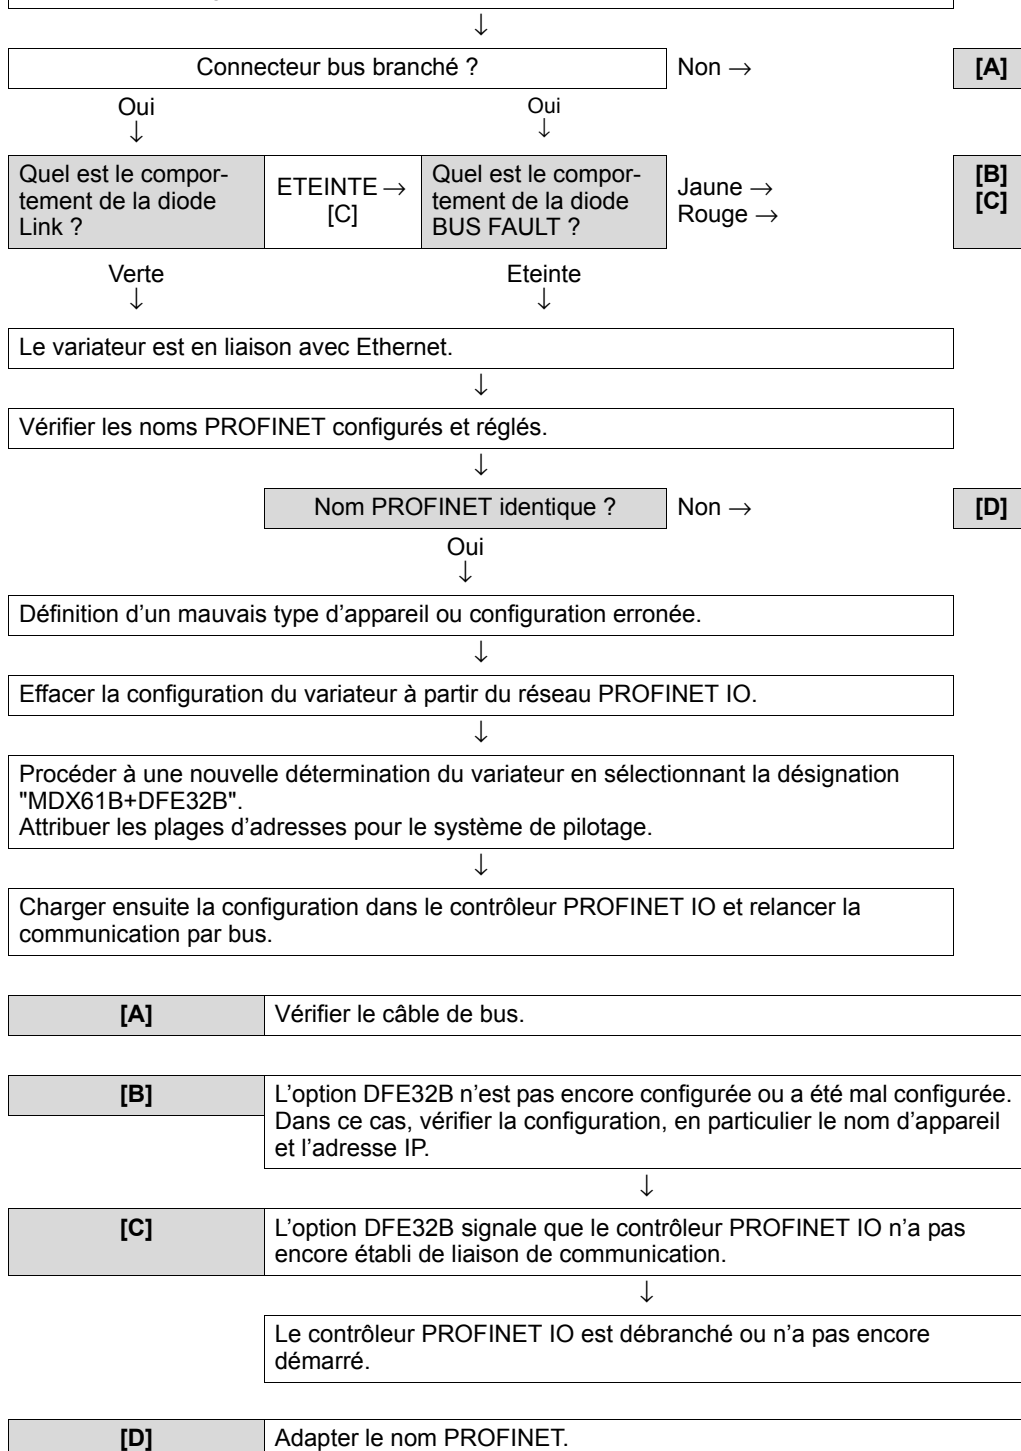 ↓
Connecteur bus branché ? Non → [A]
Oui Oui
↓ ↓
Quel est le compor-
tement de la diode
Link ?
ETEINTE →
[C]
Quel est le compor-
tement de la diode
BUS FAULT ?
Jaune →
Rouge →
[B]
[C]
Verte Eteinte
↓ ↓
Le variateur est en liaison avec Ethernet.
↓
Vérifier les noms PROFINET configurés et réglés.
↓
Nom PROFINET identique ? Non → [D]
Oui
↓
Définition d'un mauvais type d'appareil ou configuration erronée.
↓
Effacer la configuration du variateur à partir du réseau PROFINET IO.
↓
Procéder à une nouvelle détermination du variateur en sélectionnant la désignation
"MDX61B+DFE32B".
Attribuer les plages d'adresses pour le système de pilotage.
↓
Charger ensuite la configuration dans le contrôleur PROFINET IO et relancer la
communication par bus.
[A] Vérifier le câble de bus.
[B] L'option DFE32B n'est pas encore configurée ou a été mal configurée.
Dans ce cas, vérifier la configuration, en particulier le nom d'appareil
et l'adresse IP.
↓
[C] L'option DFE32B signale que le contrôleur PROFINET IO n'a pas
encore établi de liaison de communication.
↓
Le contrôleur PROFINET IO est débranché ou n'a pas encore
démarré.
[D] Adapter le nom PROFINET.